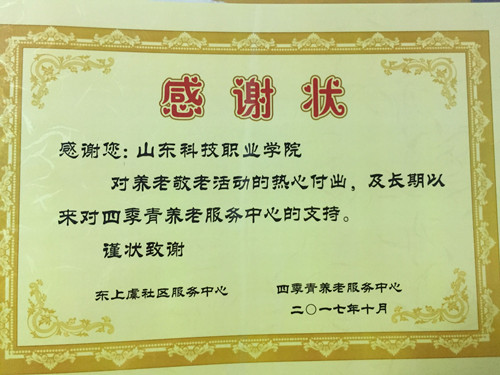 感谢状
感谢您：山东科技职业学院
对养老敬老活动的热心付出，及长期以
来对四季青养老服务中心的支持。
谨状致谢
东上虞社区服务中心 四季青养老服务中心
二〇一七年十月